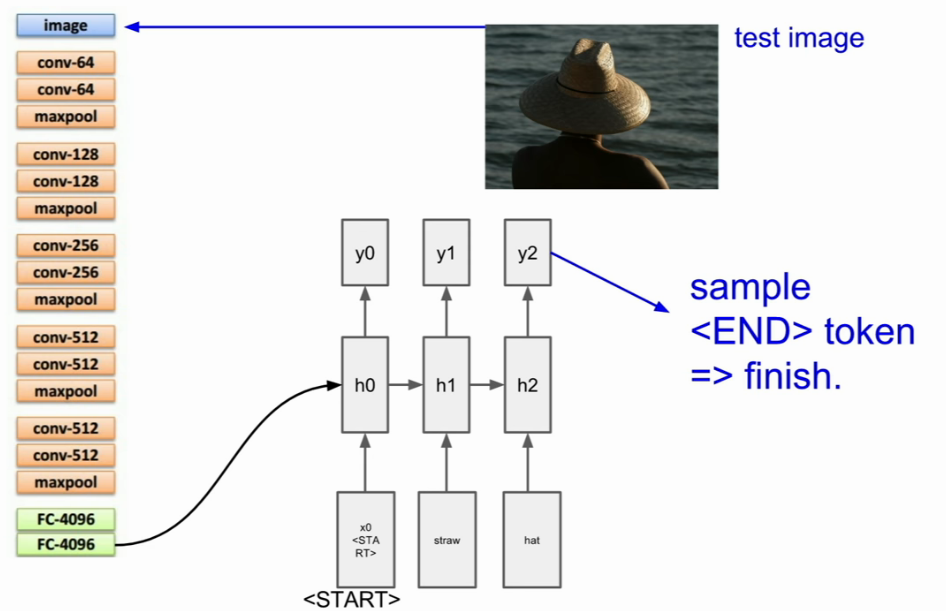 image
conv-64
conv-64
maxpool
conv-128
conv-128
maxpool
conv-256
conv-256
maxpool
conv-512
conv-512
maxpool
conv-512
conv-512
maxpool
FC-4096
FC-4096
test image
y0
y1
y2
sample
<END> token
=> finish.
h0
h1
h2
x0
<STA
RT>
straw
hat
<START>